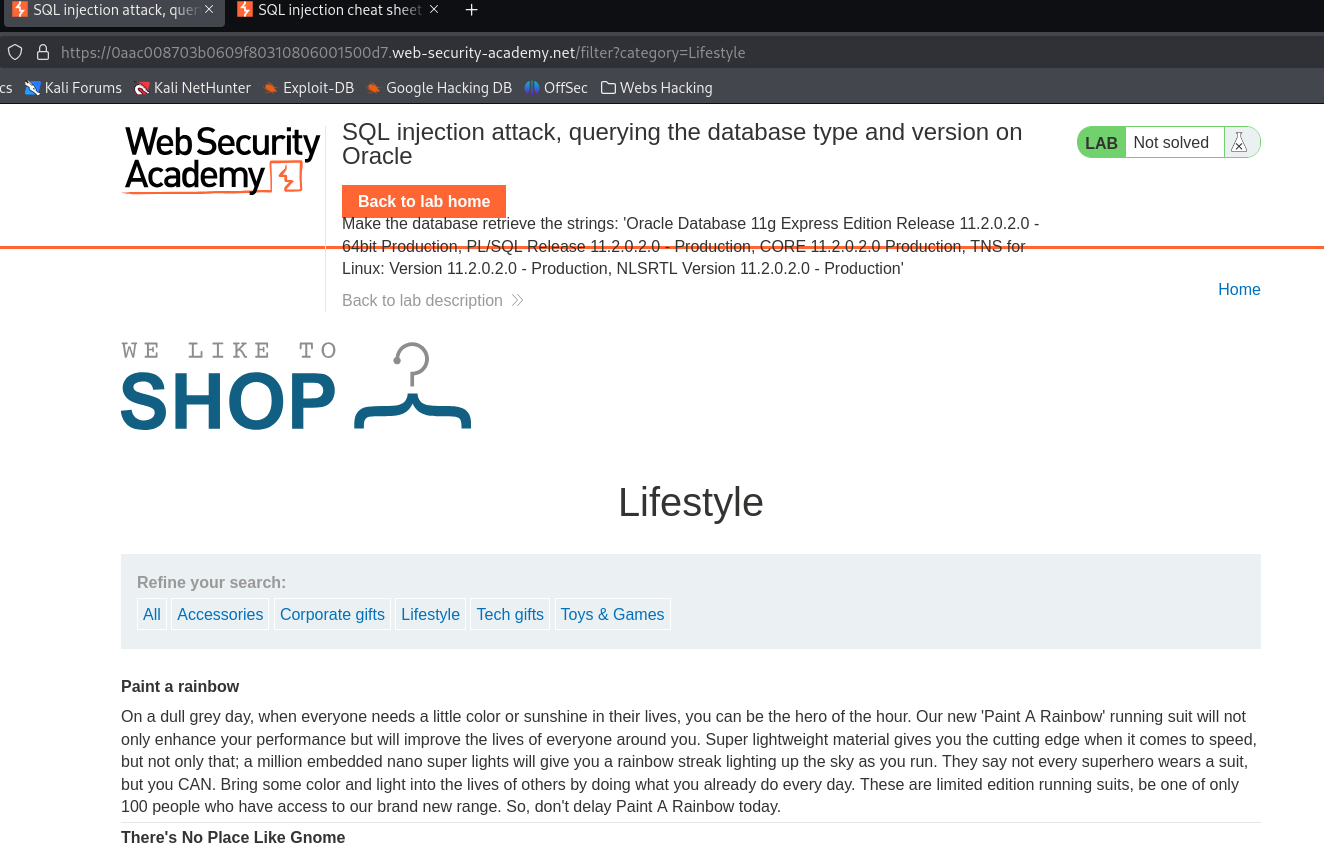 SQL injection attack, quer
SQL injection cheat sheet
https://0aac008703b0609f80310806001500d7.web-security-academy.net/filter?category=Lifestyle
cs Kali Forums Kali NetHunter Exploit-DB Google Hacking DB OffSec Webs Hacking
Web Security
Academy
SQL injection attack, querying the database type and version on
Oracle
LAB Not solved
Back to lab home
Make the database retrieve the strings: 'Oracle Database 11g Express Edition Release 11.2.0.2.0 -
64bit Production, PL/SQL Release 11.2.0.2.0 - Production, CORE 11.2.0.2.0 Production, TNS for
Linux: Version 11.2.0.2.0 - Production, NLSRTL Version 11.2.0.2.0 - Production'
Back to lab description
Home
WE LIKE TO
SHOP
Lifestyle
Refine your search:
All Accessories Corporate gifts Lifestyle Tech gifts Toys & Games
Paint a rainbow
On a dull grey day, when everyone needs a little color or sunshine in their lives, you can be the hero of the hour. Our new 'Paint A Rainbow' running suit will not
only enhance your performance but will improve the lives of everyone around you. Super lightweight material gives you the cutting edge when it comes to speed,
but not only that; a million embedded nano super lights will give you a rainbow streak lighting up the sky as you run. They say not every superhero wears a suit,
but you CAN. Bring some color and light into the lives of others by doing what you already do every day. These are limited edition running suits, be one of only
100 people who have access to our brand new range. So, don't delay Paint A Rainbow today.
There's No Place Like Gnome